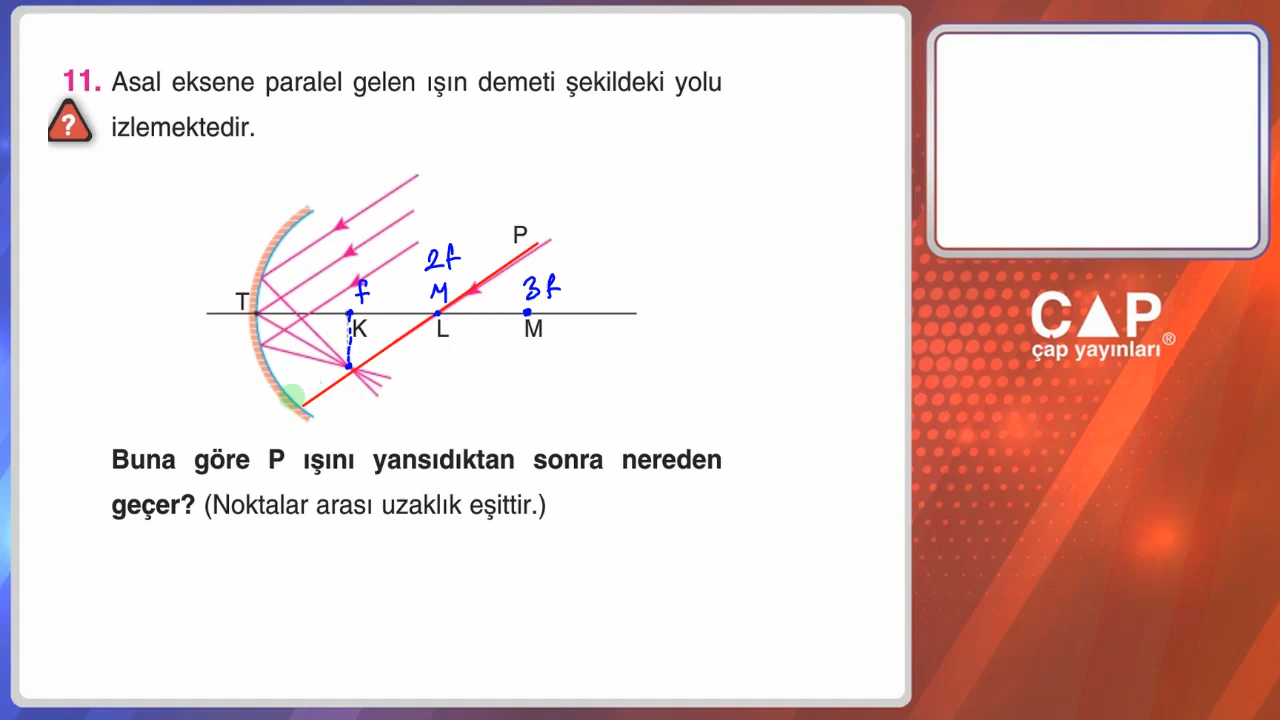 11. Asal eksene paralel gelen ışın demeti şekildeki yolu
izlemektedir.
?
P
2f
T
f
M
3f
K
L
M
Buna göre P ışını yansıdıktan sonra nereden
geçer? (Noktalar arası uzaklık eşittir.)
ÇAP
çap yayınları®